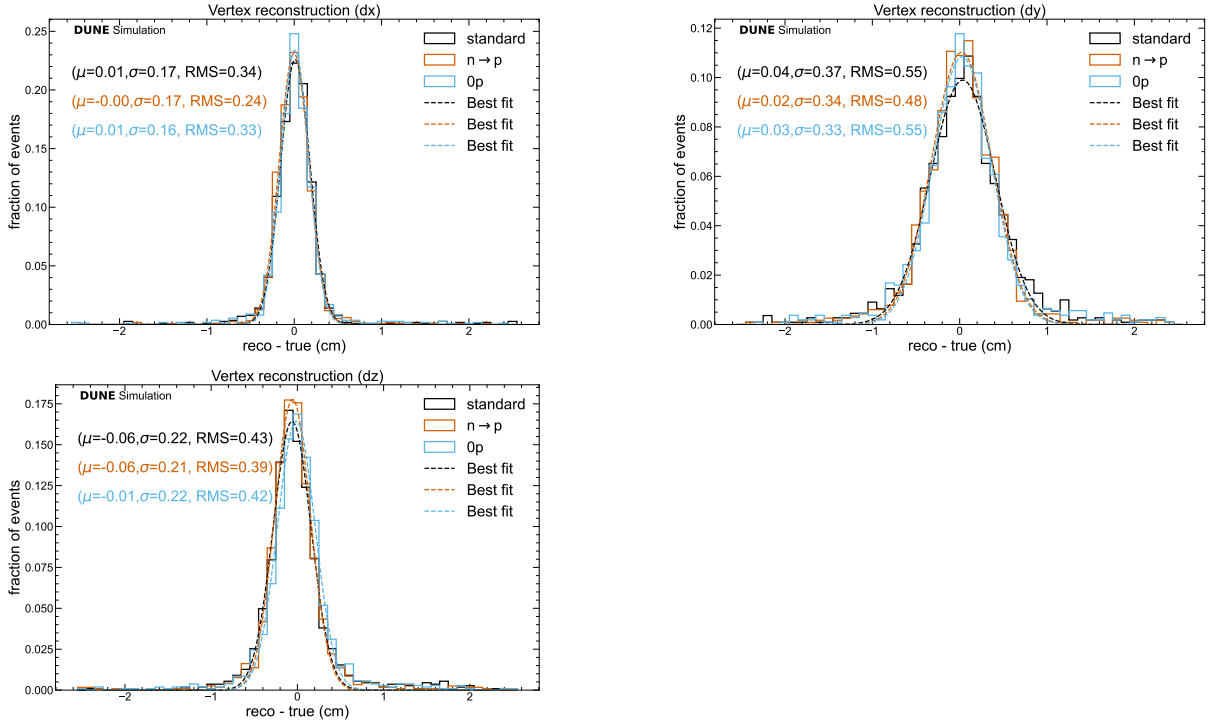 Vertex reconstruction (dx)
DUNE Simulation
(μ=0.01,σ=0.17, RMS=0.34)
(μ=-0.00,σ=0.17, RMS=0.24)
(μ=0.01,σ=0.16, RMS=0.33)
standard
n→p
0p
Best fit
Best fit
Best fit
fraction of events
0.25
0.20
0.15
0.10
0.05
0.00
−2 −1 0 1 2
reco - true (cm)
Vertex reconstruction (dy)
DUNE Simulation
(μ=0.04,σ=0.37, RMS=0.55)
(μ=0.02,σ=0.34, RMS=0.48)
(μ=0.03,σ=0.33, RMS=0.55)
standard
n→p
0p
Best fit
Best fit
Best fit
fraction of events
0.12
0.10
0.08
0.06
0.04
0.02
0.00
−2 −1 0 1 2
reco - true (cm)
Vertex reconstruction (dz)
DUNE Simulation
(μ=-0.06,σ=0.22, RMS=0.43)
(μ=-0.06,σ=0.21, RMS=0.39)
(μ=-0.01,σ=0.22, RMS=0.42)
standard
n→p
0p
Best fit
Best fit
Best fit
fraction of events
0.175
0.150
0.125
0.100
0.075
0.050
0.025
0.000
−2 −1 0 1 2
reco - true (cm)